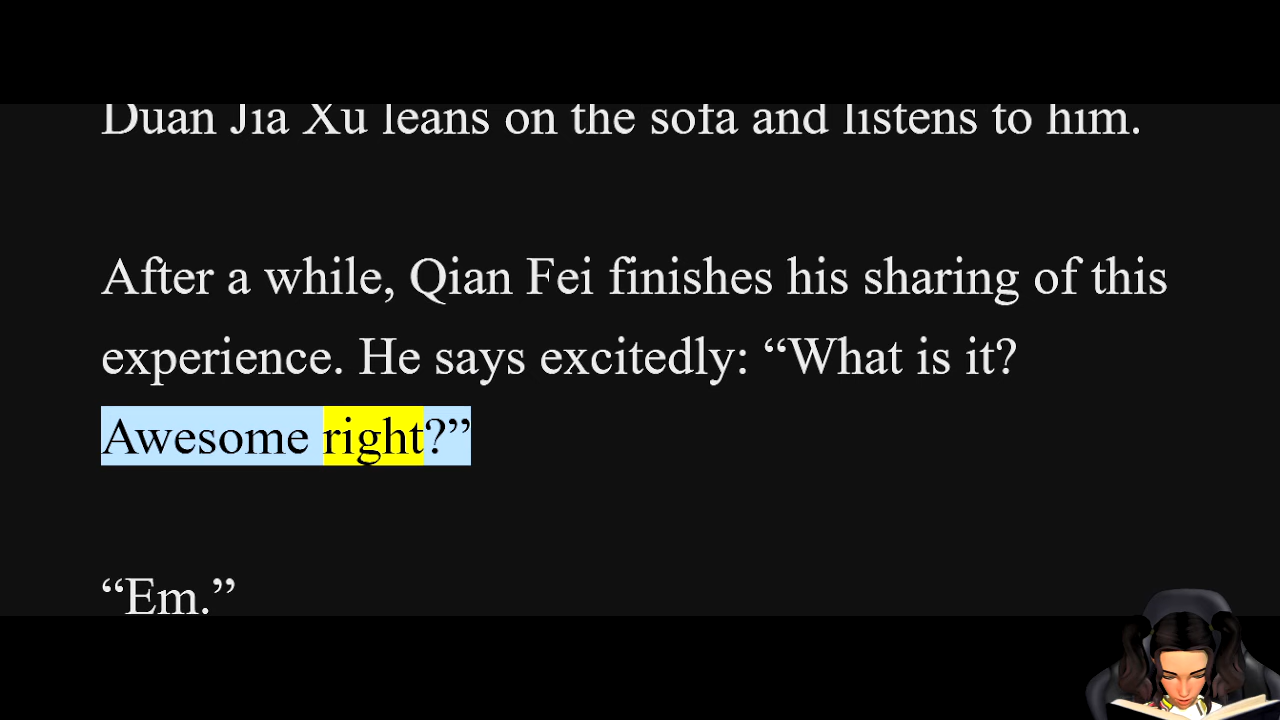 Duan Jia Xu leans on the sofa and listens to him.
After a while, Qian Fei finishes his sharing of this
experience. He says excitedly: “What is it?
Awesome right?”
“Em.”